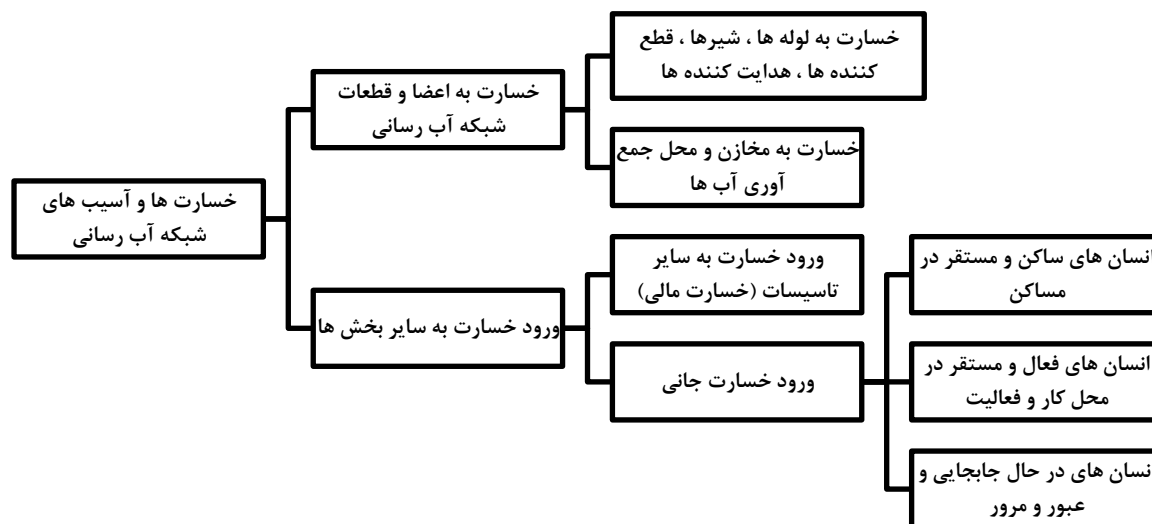 خسارت ها و آسیب های
شبکه آب رسانی
خسارت به اعضا و قطعات
شبکه آب رسانی
خسارت به لوله ها ، شیرها ، قطع
کننده ها ، هدایت کننده ها
خسارت به مخازن و محل جمع
آوری آب ها
ورود خسارت به سایر بخش ها
ورود خسارت به سایر
تاسیسات (خسارت مالی)
ورود خسارت جانی
انسان های ساکن و مستقر در
مساکن
انسان های فعال و مستقر در
محل کار و فعالیت
انسان های در حال جابجایی و
عبور و مرور